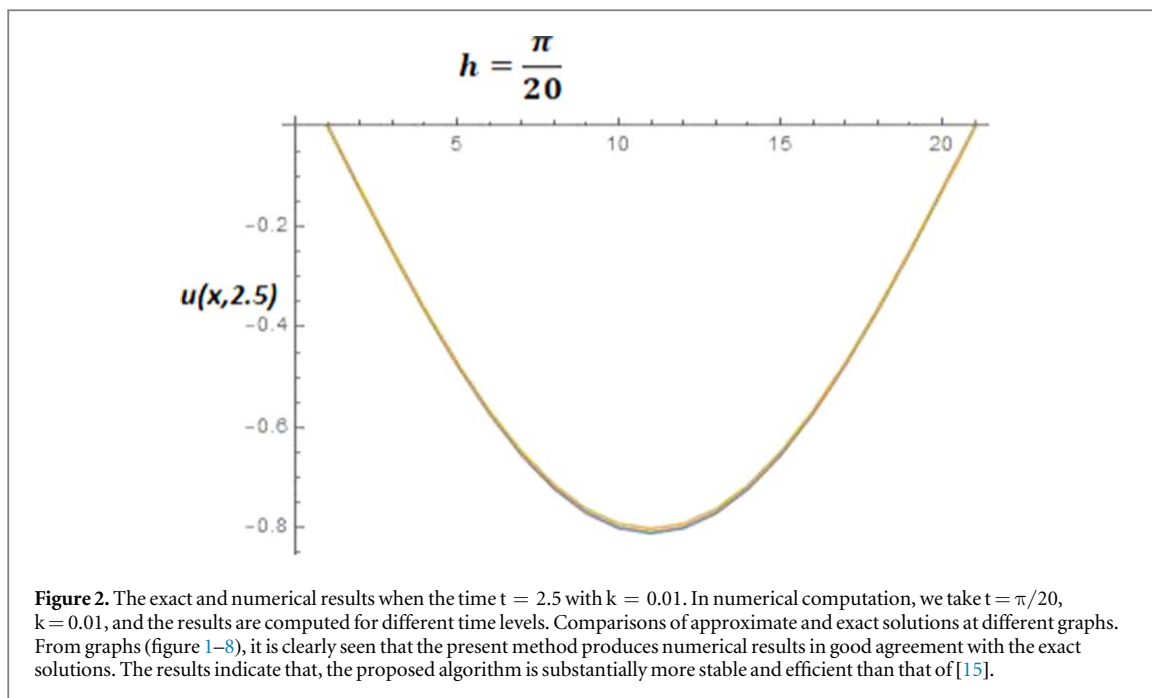 h = π/20
5 10 15 20
−0.2
u(x,2.5)
−0.4
−0.6
−0.8
Figure 2. The exact and numerical results when the time t = 2.5 with k = 0.01. In numerical computation, we take t = π/20,
k = 0.01, and the results are computed for different time levels. Comparisons of approximate and exact solutions at different graphs.
From graphs (figure 1–8), it is clearly seen that the present method produces numerical results in good agreement with the exact
solutions. The results indicate that, the proposed algorithm is substantially more stable and efficient than that of [15].